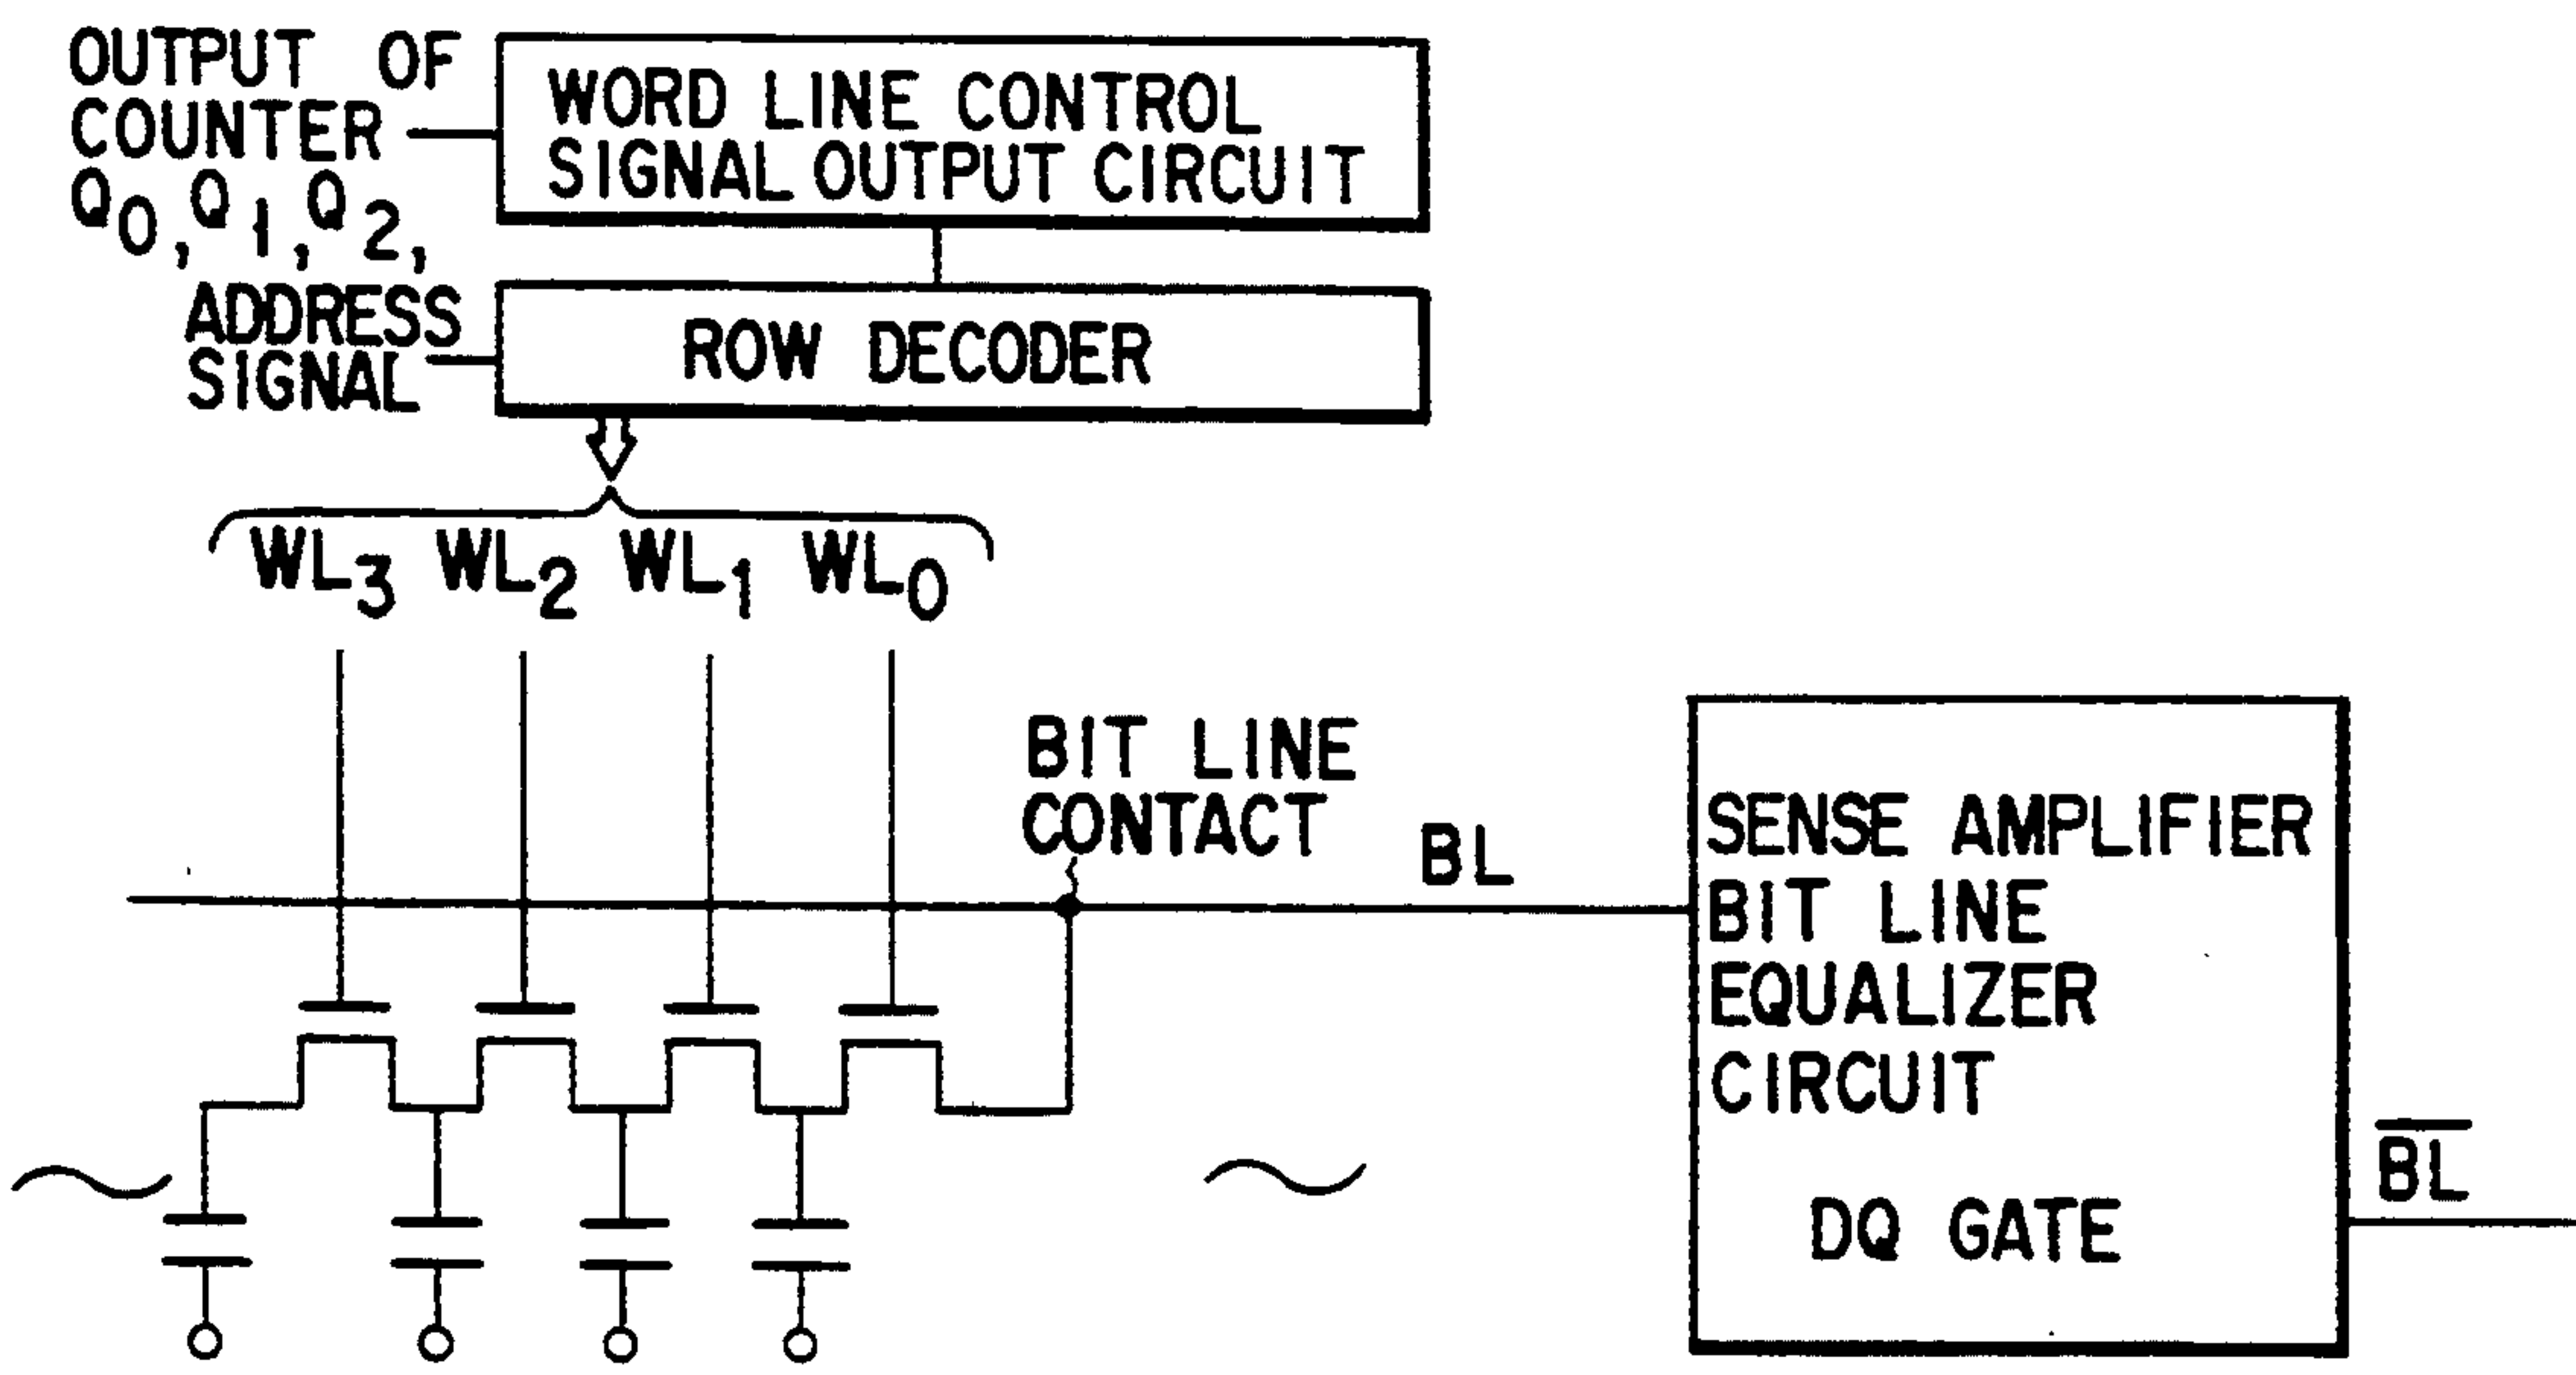 OUTPUT OF
COUNTER
Q0,Q1,Q2,
WORD LINE CONTROL
SIGNAL OUTPUT CIRCUIT
ADDRESS
SIGNAL
ROW DECODER
WL3 WL2 WL1 WL0
BIT LINE
CONTACT
BL
SENSE AMPLIFIER
BIT LINE
EQUALIZER
CIRCUIT
DQ GATE
B̅L̅